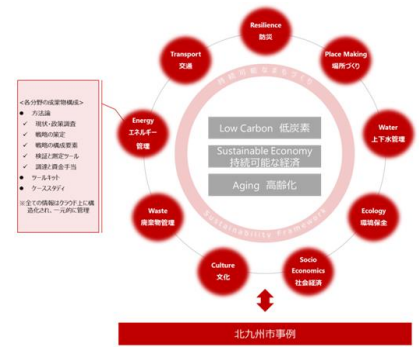 Resilience
防災
Transport
交通
Place Making
場所づくり
<各分野の成果物構成>
● 方法論
✓ 現状・政策調査
✓ 戦略の策定
✓ 戦略の構成要素
✓ 検証と測定ツール
✓ 調達と資金手当
● ツールキット
● ケーススタディ
※全ての情報はクラウド上に構
造化され、一元的に管理
Energy
エネルギー
管理
Low Carbon 低炭素
Sustainable Economy
持続可能な経済
Aging 高齢化
Water
上下水管理
Sustainability Framework
Waste
廃棄物管理
Ecology
環境保全
Culture
文化
Socio
Economics
社会経済
北九州市事例